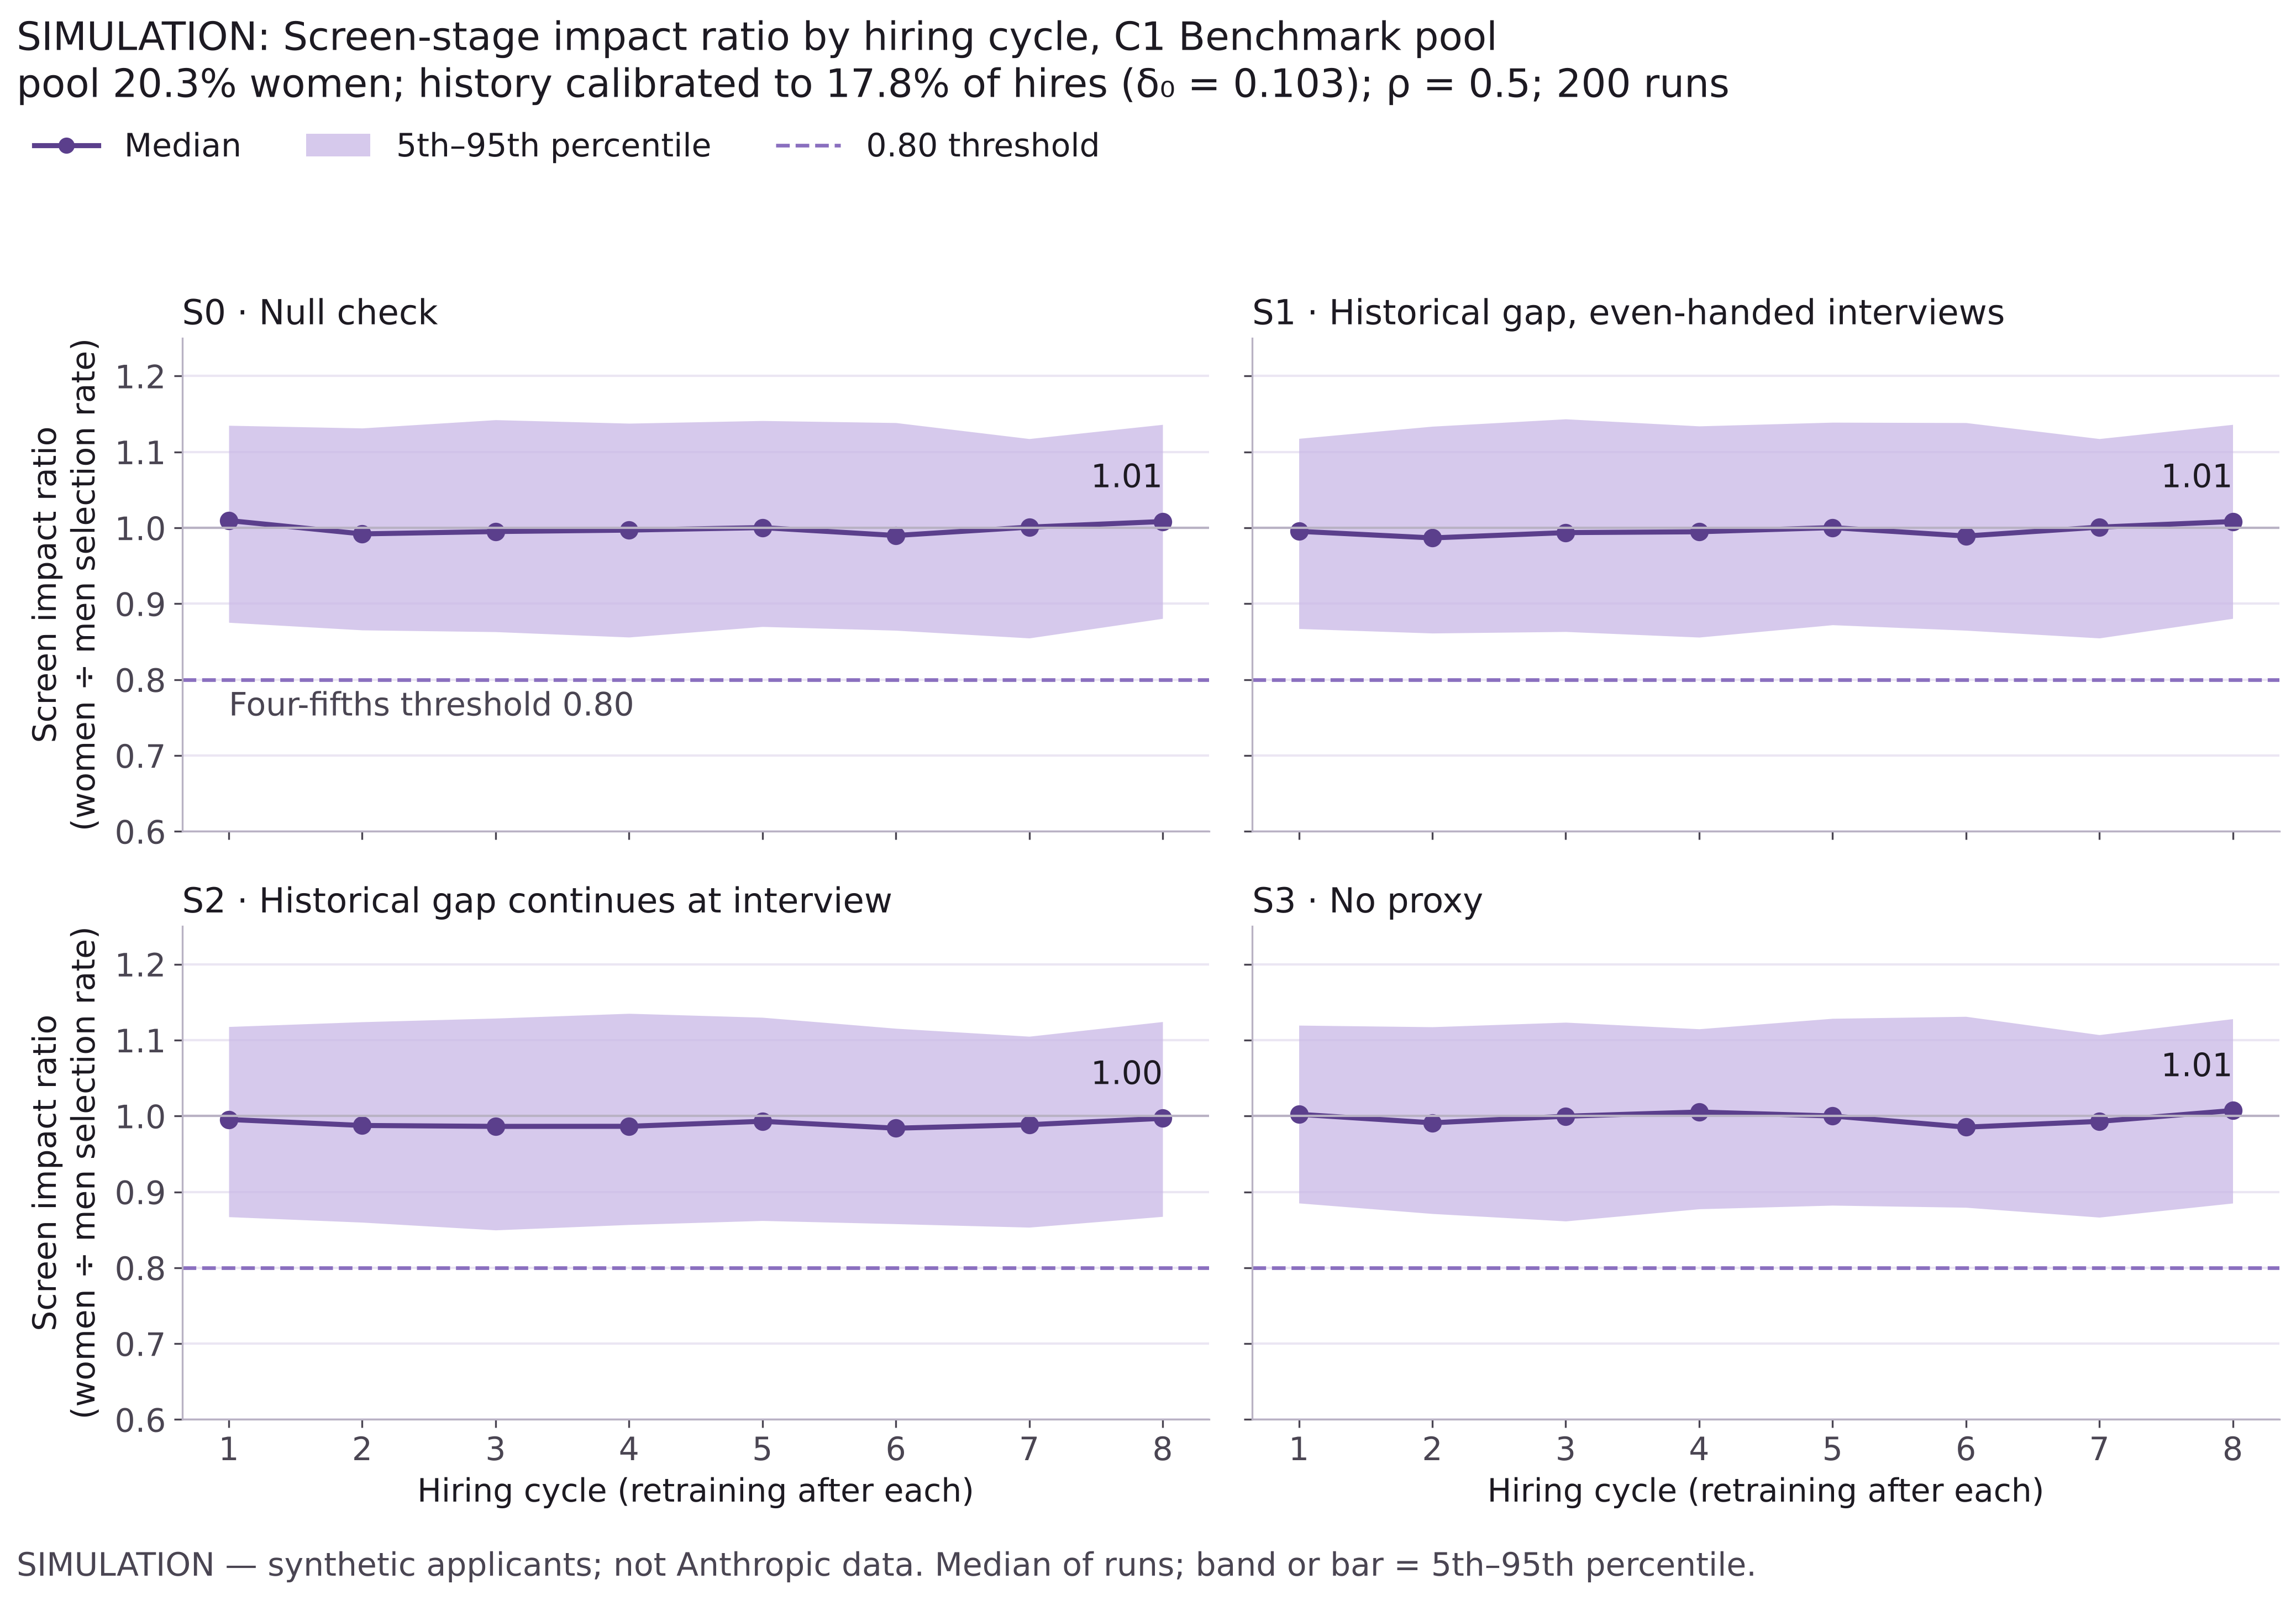 SIMULATION: Screen-stage impact ratio by hiring cycle, C1 Benchmark pool
pool 20.3% women; history calibrated to 17.8% of hires (δ₀ = 0.103); ρ = 0.5; 200 runs
Median
5th–95th percentile
0.80 threshold
S0 · Null check
Screen impact ratio
(women ÷ men selection rate)
1.2
1.1
1.0
0.9
0.8
0.7
0.6
1.01
Four-fifths threshold 0.80
S1 · Historical gap, even-handed interviews
1.01
S2 · Historical gap continues at interview
Screen impact ratio
(women ÷ men selection rate)
1.2
1.1
1.0
0.9
0.8
0.7
0.6
1.00
1 2 3 4 5 6 7 8
Hiring cycle (retraining after each)
S3 · No proxy
1.01
1 2 3 4 5 6 7 8
Hiring cycle (retraining after each)
SIMULATION — synthetic applicants; not Anthropic data. Median of runs; band or bar = 5th–95th percentile.